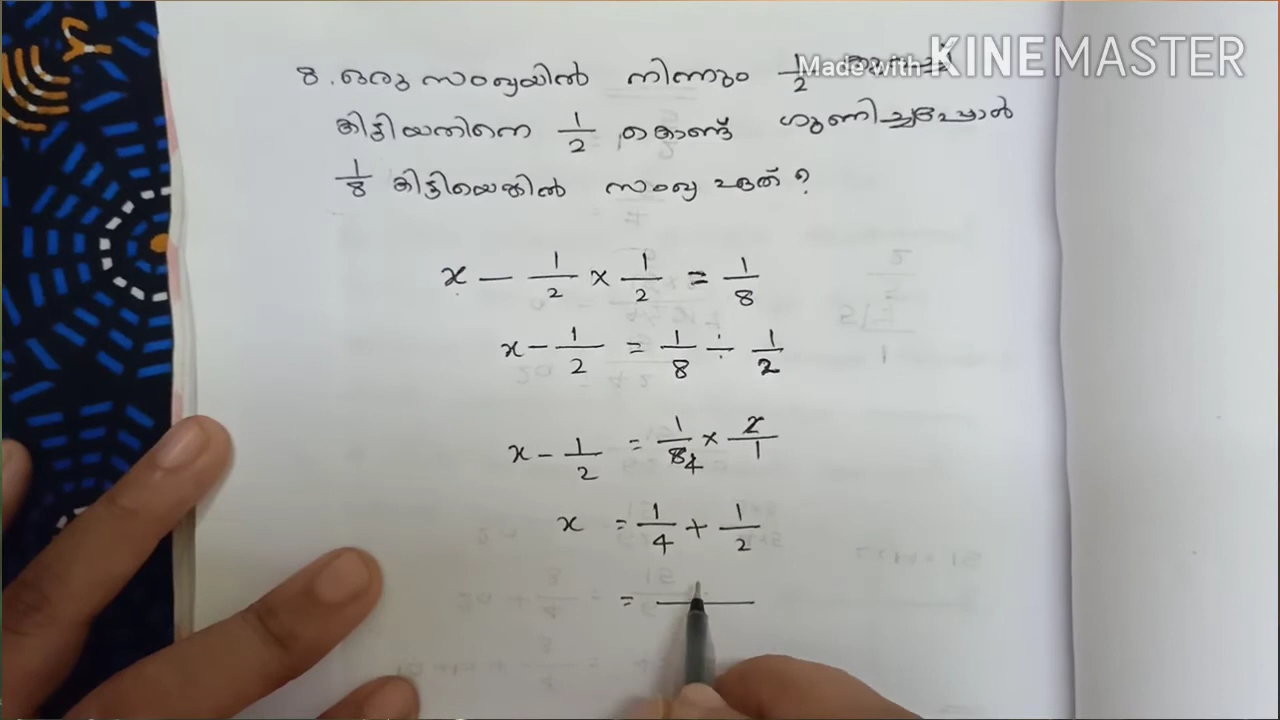 8. ഒരു സംഖ്യയിൽ നിന്നും 1/2
Made with KINEMASTER
കിട്ടിയതിനെ 1/2 കൊണ്ട് ഗുണിച്ചപ്പോൾ
1/8 കിട്ടിയെങ്കിൽ സംഖ്യ ഏത് ?
x — 1/2 × 1/2 = 1/8
x - 1/2 = 1/8 ÷ 1/2
x - 1/2 = 1/8 4 × 2/1
x = 1/4 + 1/2
=